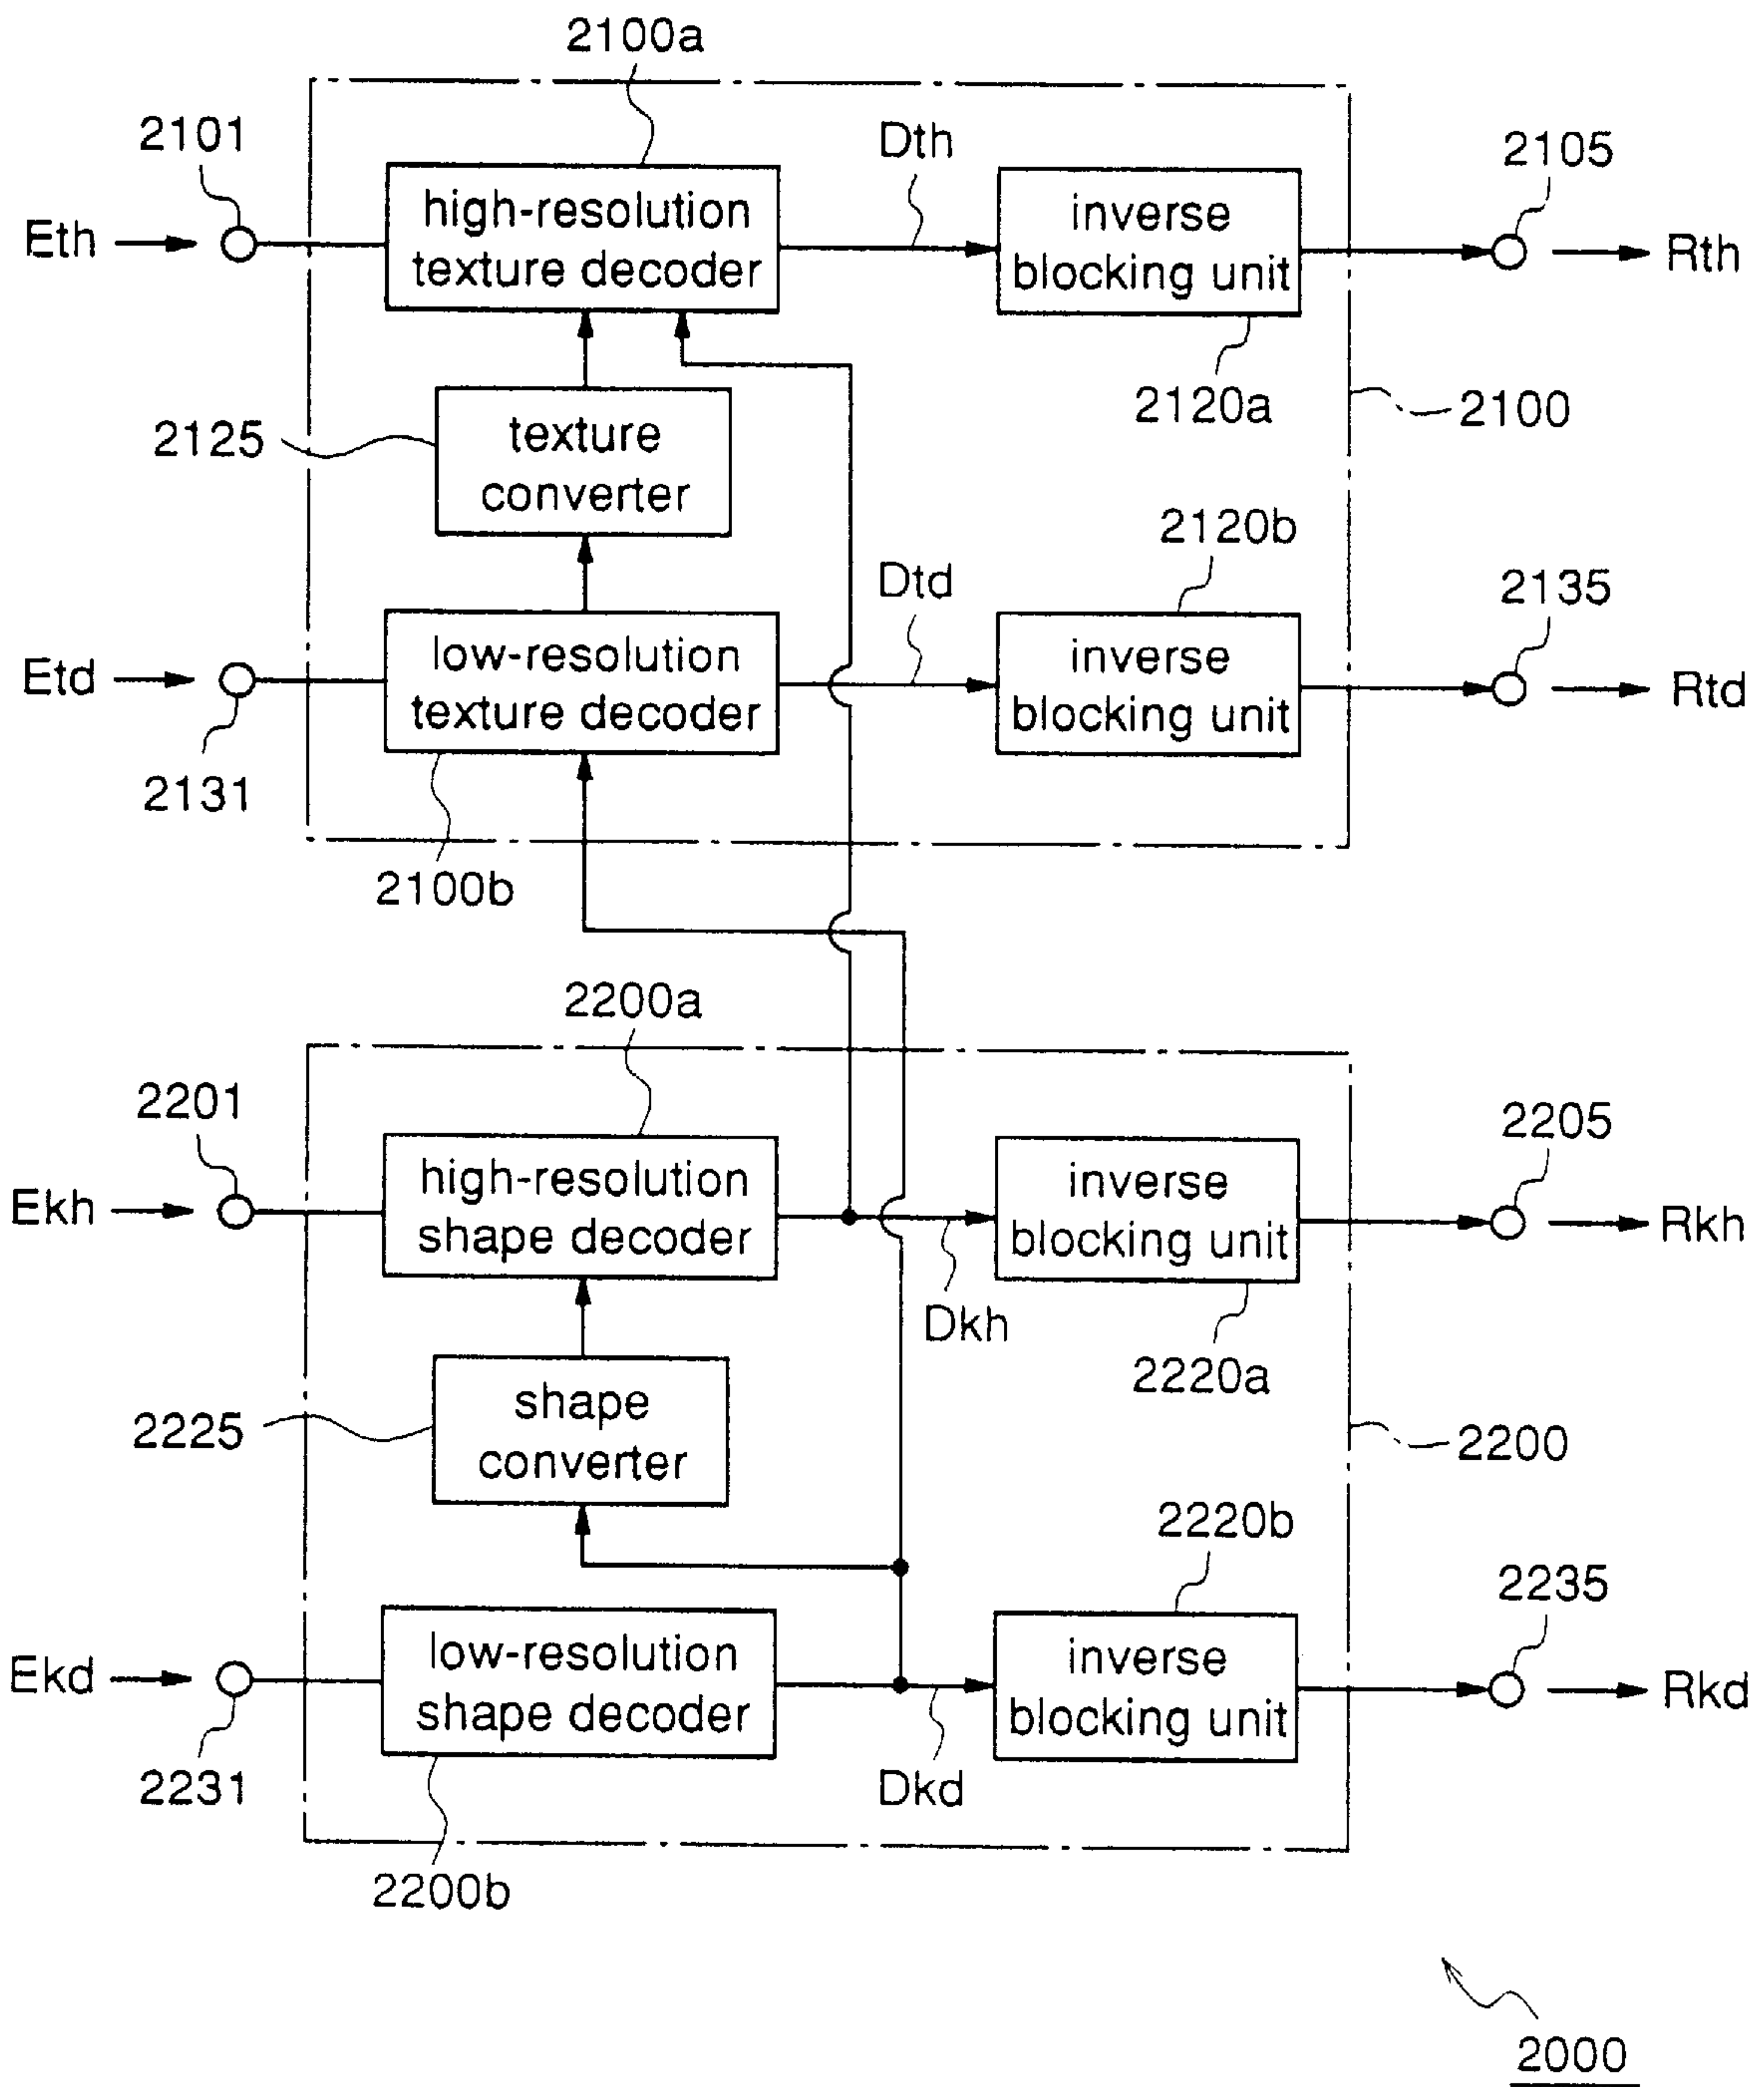 2100a
2101
Dth
2105
Eth
high-resolution
texture decoder
inverse
blocking unit
Rth
2120a
2100
2125
texture
converter
2120b
Dtd
2135
Etd
low-resolution
texture decoder
inverse
blocking unit
Rtd
2131
2100b
2200a
2201
2205
Ekh
high-resolution
shape decoder
inverse
blocking unit
Rkh
Dkh
2220a
2225
shape
converter
2200
2220b
2235
Ekd
low-resolution
shape decoder
inverse
blocking unit
Rkd
2231
Dkd
2200b
2000